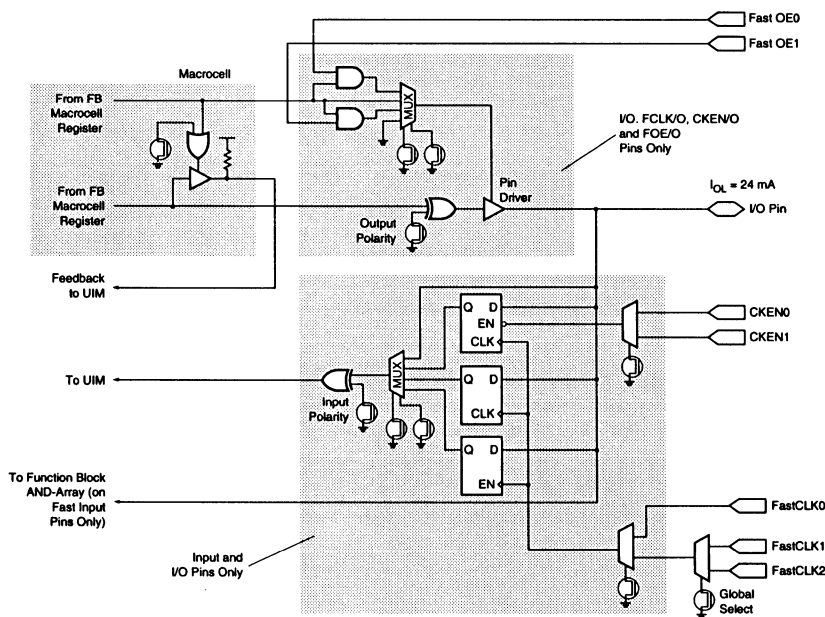 Fast OE0
Fast OE1
Macrocell
From FB
Macrocell
Register
MUX
I/O. FCLK/O, CKEN/O
and FOE/O
Pins Only
Pin
Driver
IOL = 24 mA
I/O Pin
From FB
Macrocell
Register
Output
Polarity
Feedback
to UIM
Q D
EN
CLK
CKEN0
CKEN1
To UIM
MUX
Input
Polarity
Q D
CLK
Q D
EN
To Function Block
AND-Array (on
Fast Input
Pins Only)
Input and
I/O Pins Only
FastCLK0
FastCLK1
FastCLK2
Global
Select